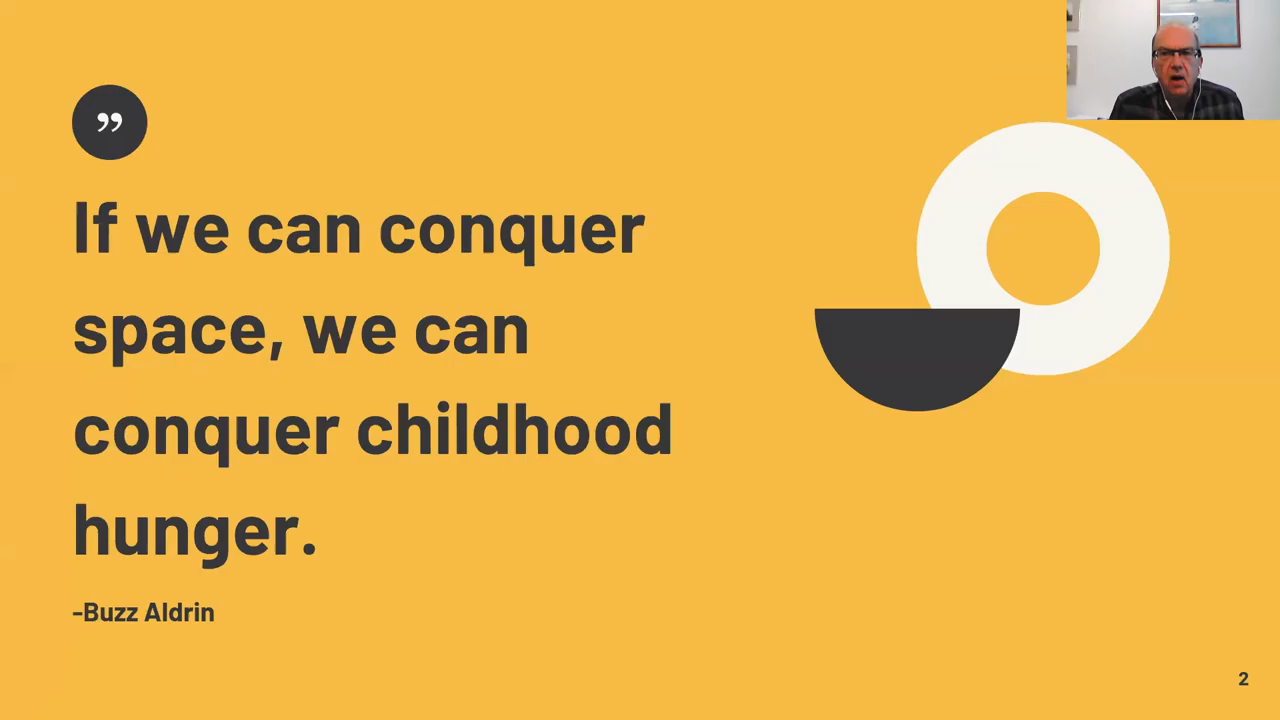 ”
If we can conquer
space, we can
conquer childhood
hunger.
-Buzz Aldrin
2